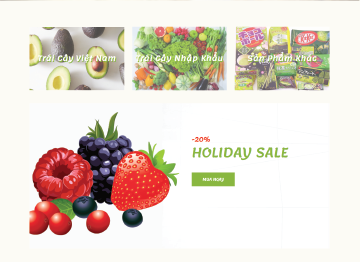 Trái Cây Việt Nam
Trái Cây Nhập Khẩu
Sản Phẩm Khác
-20%
HOLIDAY SALE
MUA NGAY